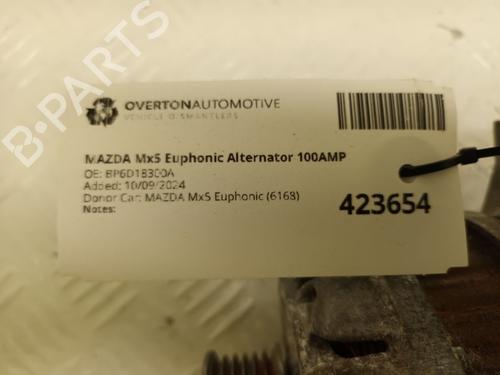 OVERTONAUTOMOTIVE
VEHICLE DISMANTLERS
MAZDA Mx5 Euphonic Alternator 100AMP
OE: BP6D18300A
Added: 10/09/2024
Donor Car: MAZDA Mx5 Euphonic (6168)
Notes:
423654